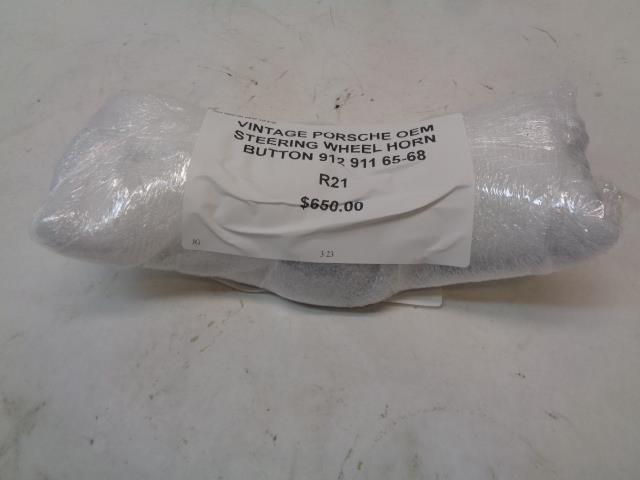 VINTAGE PORSCHE OEM
STEERING WHEEL HORN
BUTTON 912 911 65-68
R21
$650.00
3/23